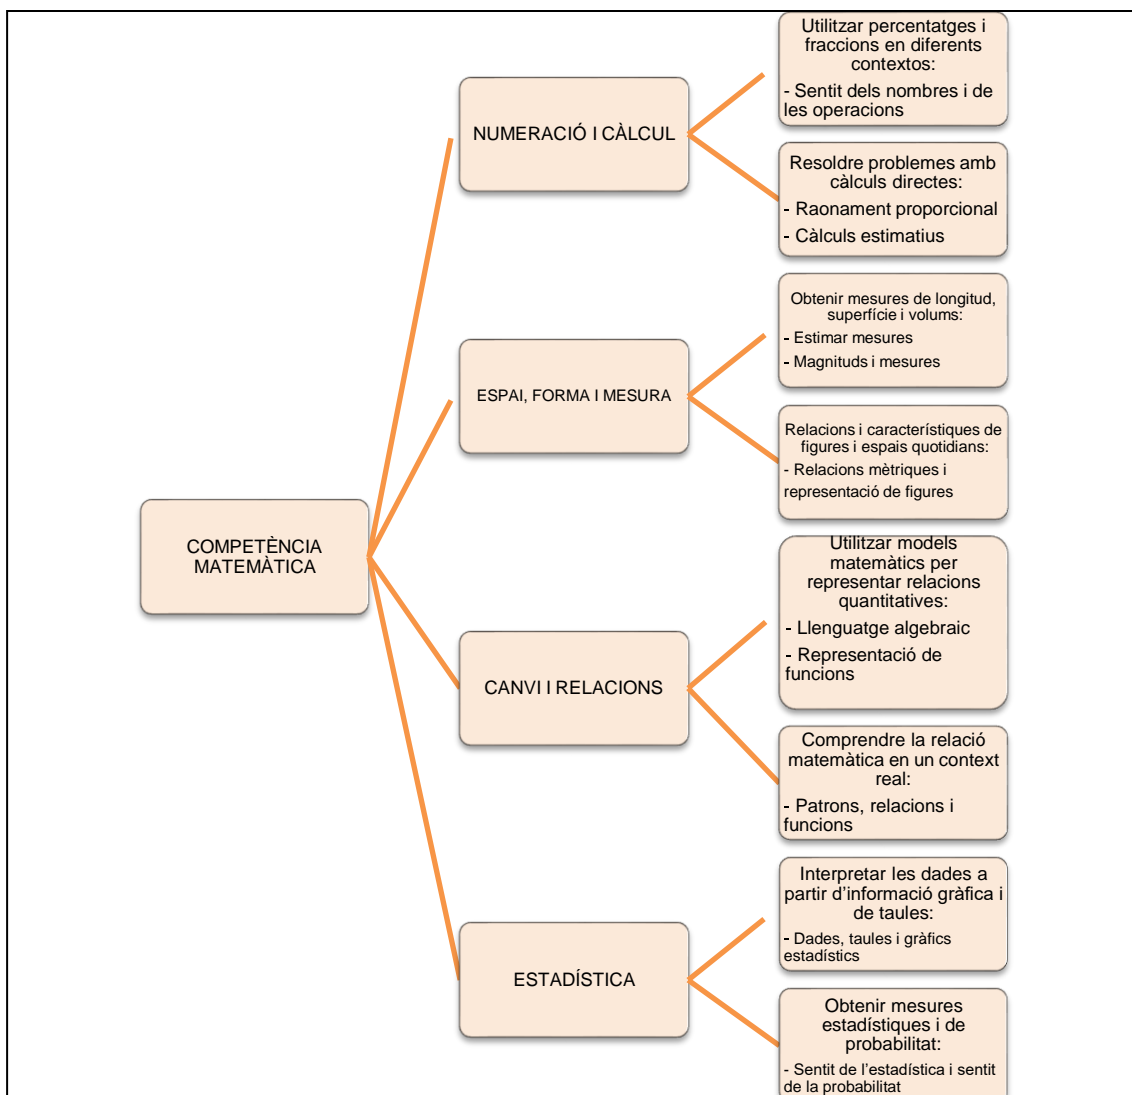 COMPETÈNCIA
MATEMÀTICA
NUMERACIÓ I CÀLCUL
Utilitzar percentatges i
fraccions en diferents
contextos:
- Sentit dels nombres i de
les operacions
Resoldre problemes amb
càlculs directes:
- Raonament proporcional
- Càlculs estimatius
ESPAI, FORMA I MESURA
Obtenir mesures de longitud,
superfície i volums:
- Estimar mesures
- Magnituds i mesures
Relacions i característiques de
figures i espais quotidians:
- Relacions mètriques i
representació de figures
CANVI I RELACIONS
Utilitzar models
matemàtics per
representar relacions
quantitatives:
- Llenguatge algebraic
- Representació de
funcions
Comprendre la relació
matemàtica en un context
real:
- Patrons, relacions i
funcions
ESTADÍSTICA
Interpretar les dades a
partir d’informació gràfica i
de taules:
- Dades, taules i gràfics
estadístics
Obtenir mesures
estadístiques i de
probabilitat:
- Sentit de l’estadística i sentit
de la probabilitat